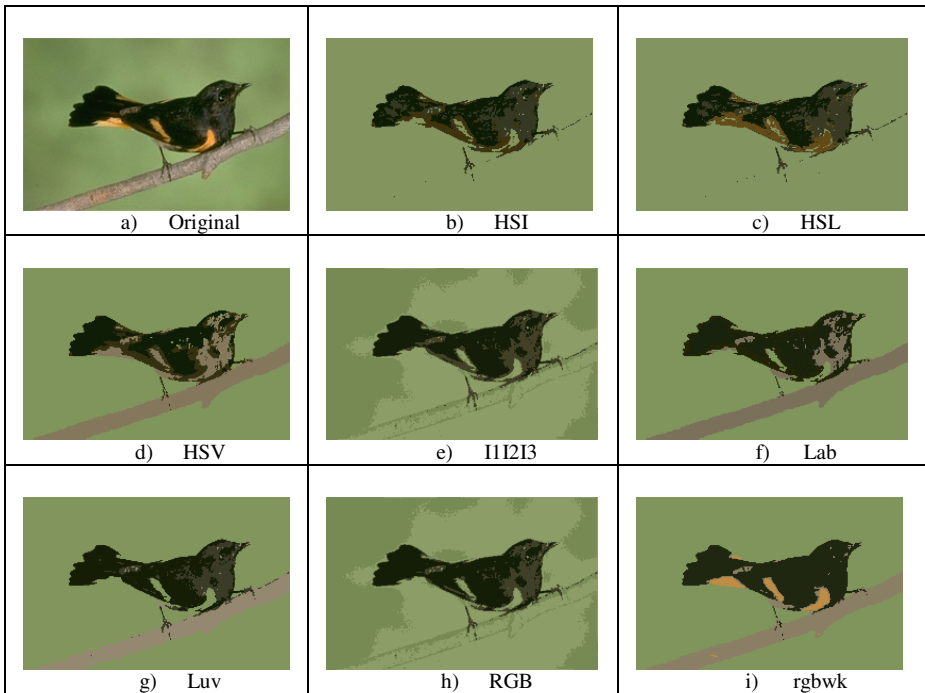 a) Original
b) HSI
c) HSL
d) HSV
e) I1I2I3
f) Lab
g) Luv
h) RGB
i) rgbwk